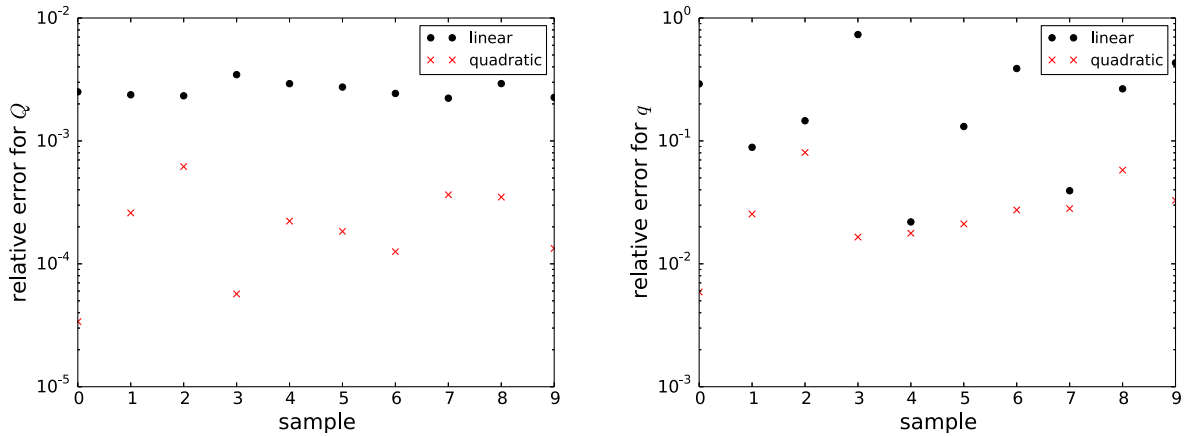 10^-2
10^-3
10^-4
10^-5
relative error for Q
linear
quadratic
0 1 2 3 4 5 6 7 8 9
sample
10^0
10^-1
10^-2
10^-3
relative error for q
linear
quadratic
0 1 2 3 4 5 6 7 8 9
sample